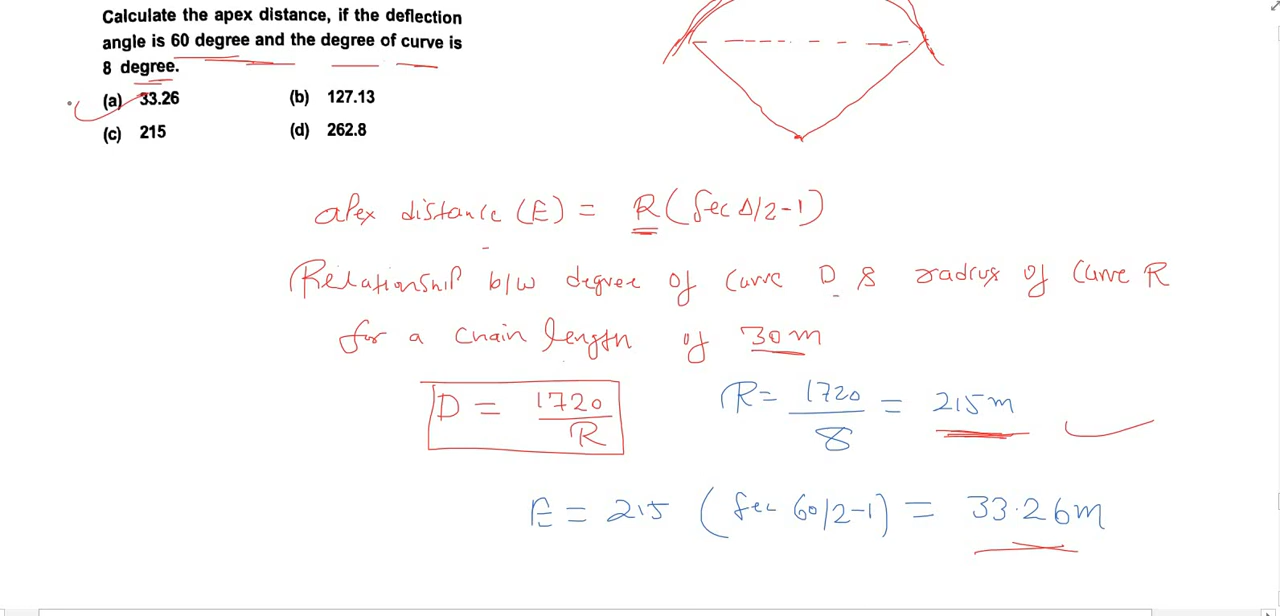 Calculate the apex distance, if the deflection
angle is 60 degree and the degree of curve is
8 degree.
(a) 33.26 (b) 127.13
(c) 215 (d) 262.8
apex distance (E) = R (Sec Δ/2-1)
Relationship b/w degree of Curve D & radius of Curve R
for a chain length of 30m
D = 1720/R R = 1720/8 = 215m
E = 215 (Sec 60/2-1) = 33.26m